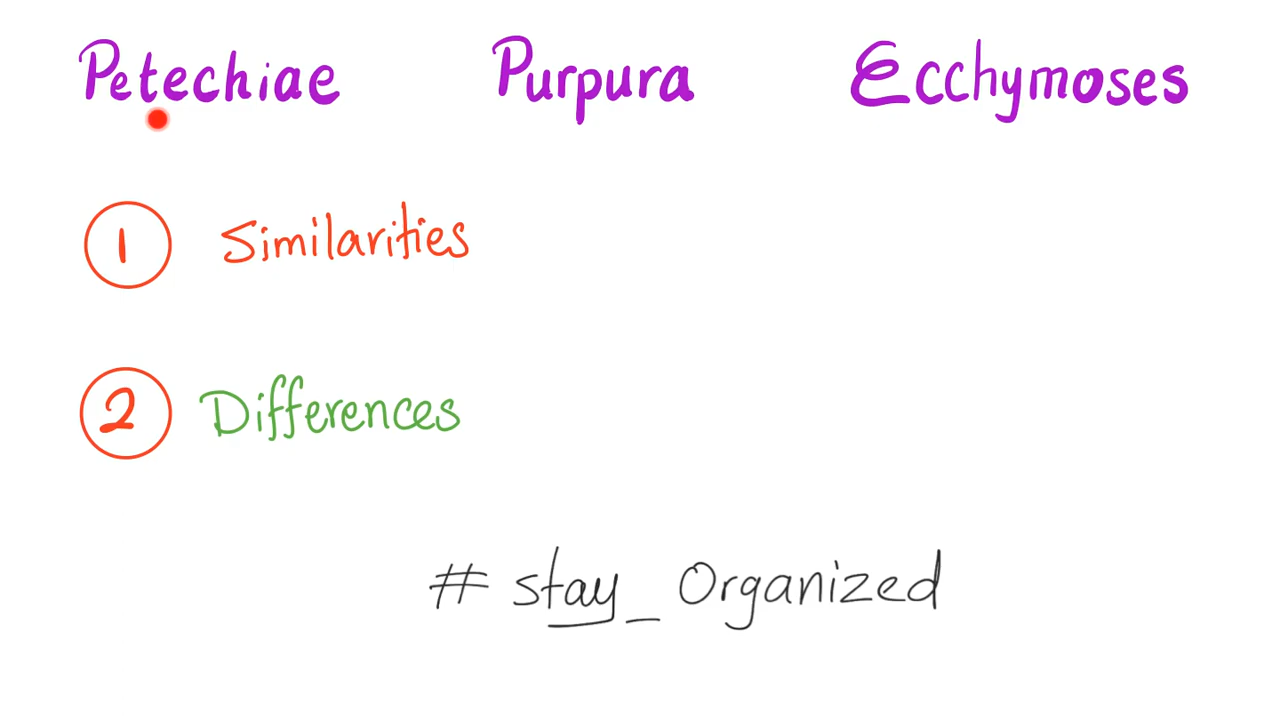 Petechiae Purpura Ecchymoses
1 Similarities
2 Differences
# stay_Organized